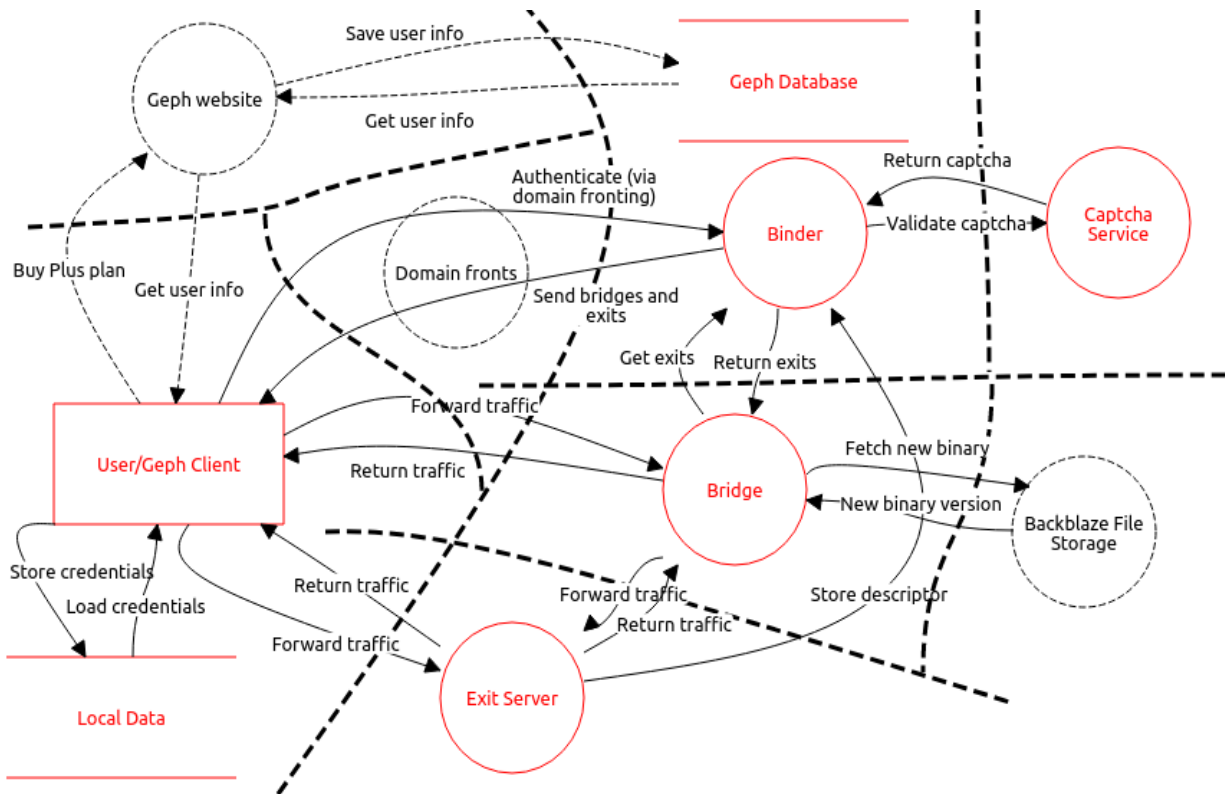 Save user info
Geph website
Geph Database
Get user info
Return captcha
Authenticate (via
domain fronting)
Validate captcha
Captcha
Service
Binder
Buy Plus plan
Domain fronts
Get user info
Send bridges and
exits
Get exits
Return exits
Forward traffic
Fetch new binary
User/Geph Client
Return traffic
Bridge
New binary version
Backblaze File
Storage
Store credentials
Return traffic
Forward traffic
Store descriptor
Load credentials
Return traffic
Forward traffic
Exit Server
Local Data